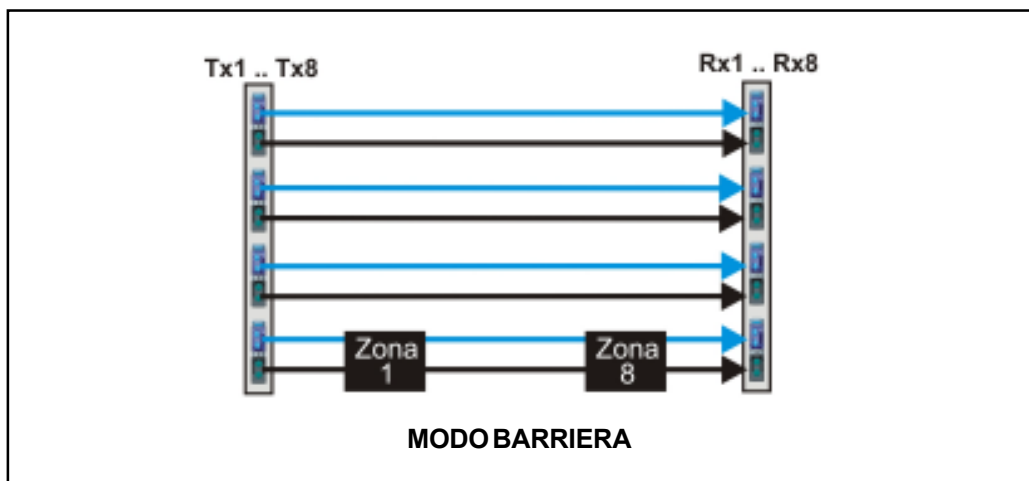 Tx1 .. Tx8
Rx1 .. Rx8
Zona
1
Zona
8
MODO BARRIERA